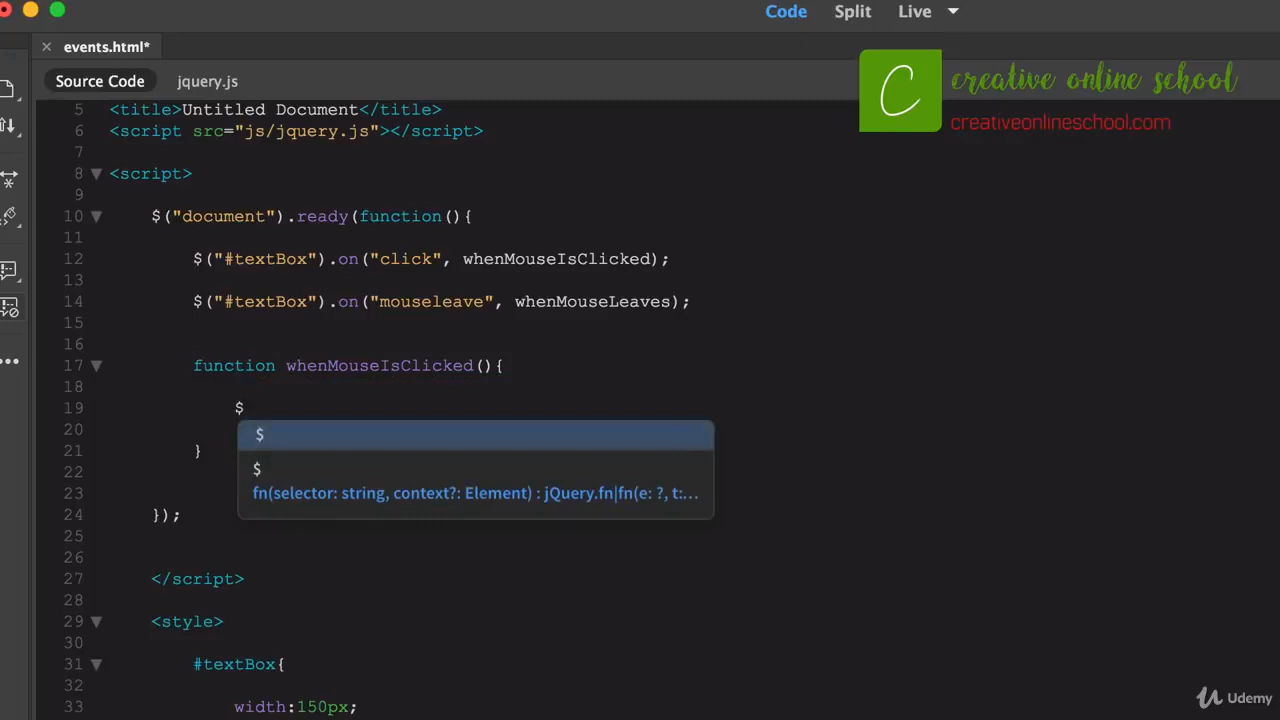 Code Split Live
events.html*
Source Code jquery.js
creative online school
creativeonlineschool.com
5 <title>Untitled Document</title>
6 <script src="js/jquery.js"></script>
7
8 <script>
9
10 $("document").ready(function(){
11
12 $("#textBox").on("click", whenMouseIsClicked);
13
14 $("#textBox").on("mouseleave", whenMouseLeaves);
15
16
17 function whenMouseIsClicked(){
18
19 $
20 $
21 }
22 $
23 fn(selector: string, context?: Element) : jQuery.fn|fn(e: ?, t:...
24 });
25
26
27 </script>
28
29 <style>
30
31 #textBox{
32
33 width:150px;
Udemy